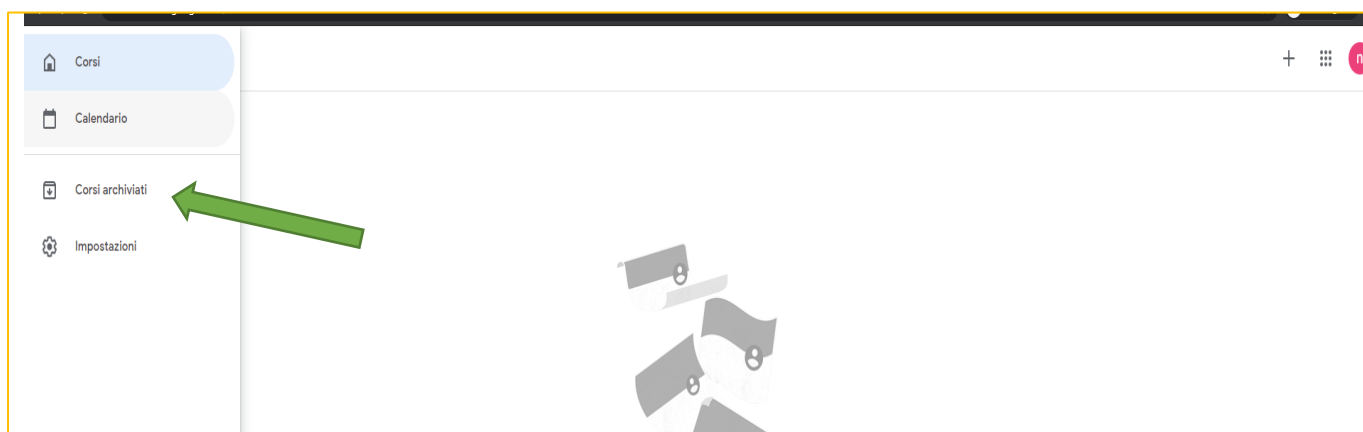 Corsi
Calendario
Corsi archiviati
Impostazioni
n